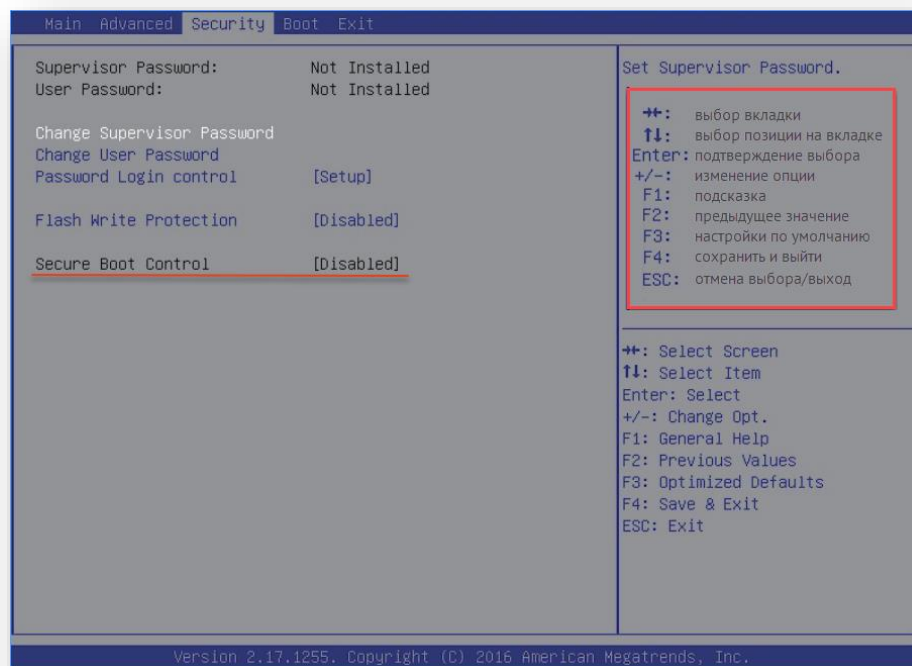 Main Advanced Security Boot Exit
Supervisor Password: Not Installed
User Password: Not Installed
Change Supervisor Password
Change User Password
Password Login control [Setup]
Flash Write Protection [Disabled]
Secure Boot Control [Disabled]
Set Supervisor Password.
→←: выбор вкладки
↑↓: выбор позиции на вкладке
Enter: подтверждение выбора
+/-: изменение опции
F1: подсказка
F2: предыдущее значение
F3: настройки по умолчанию
F4: сохранить и выйти
ESC: отмена выбора/выход
→←: Select Screen
↑↓: Select Item
Enter: Select
+/-: Change Opt.
F1: General Help
F2: Previous Values
F3: Optimized Defaults
F4: Save & Exit
ESC: Exit
Version 2.17.1255. Copyright (C) 2016 American Megatrends, Inc.